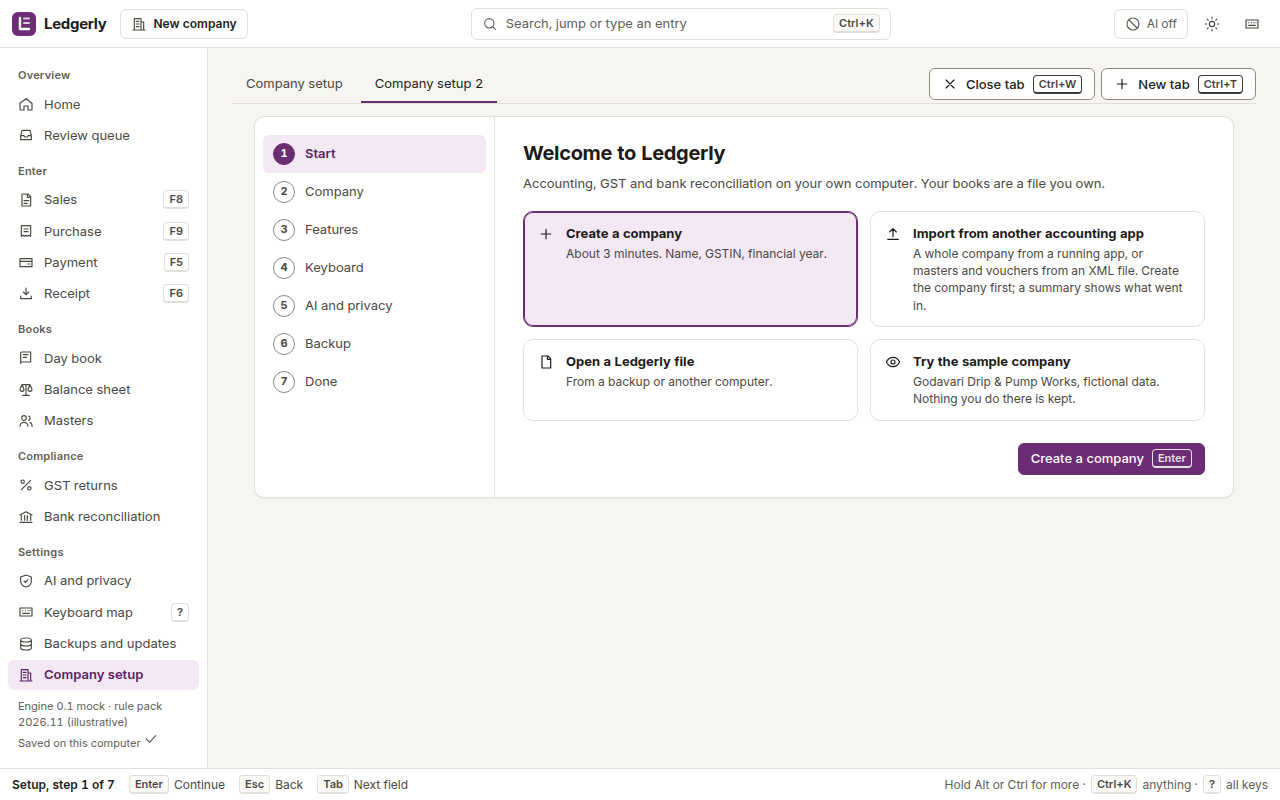 Ledgerly
New company
Search, jump or type an entry
Ctrl+K
AI off
Overview
Home
Review queue
Enter
Sales F8
Purchase F9
Payment F5
Receipt F6
Books
Day book
Balance sheet
Masters
Compliance
GST returns
Bank reconciliation
Settings
AI and privacy
Keyboard map ?
Backups and updates
Company setup
Engine 0.1 mock · rule pack
2026.11 (illustrative)
Saved on this computer
Company setup
Company setup 2
Close tab Ctrl+W
New tab Ctrl+T
1 Start
2 Company
3 Features
4 Keyboard
5 AI and privacy
6 Backup
7 Done
Welcome to Ledgerly
Accounting, GST and bank reconciliation on your own computer. Your books are a file you own.
Create a company
About 3 minutes. Name, GSTIN, financial year.
Import from another accounting app
A whole company from a running app, or
masters and vouchers from an XML file. Create
the company first; a summary shows what went
in.
Open a Ledgerly file
From a backup or another computer.
Try the sample company
Godavari Drip & Pump Works, fictional data.
Nothing you do there is kept.
Create a company Enter
Setup, step 1 of 7 Enter Continue Esc Back Tab Next field
Hold Alt or Ctrl for more · Ctrl+K anything · ? all keys